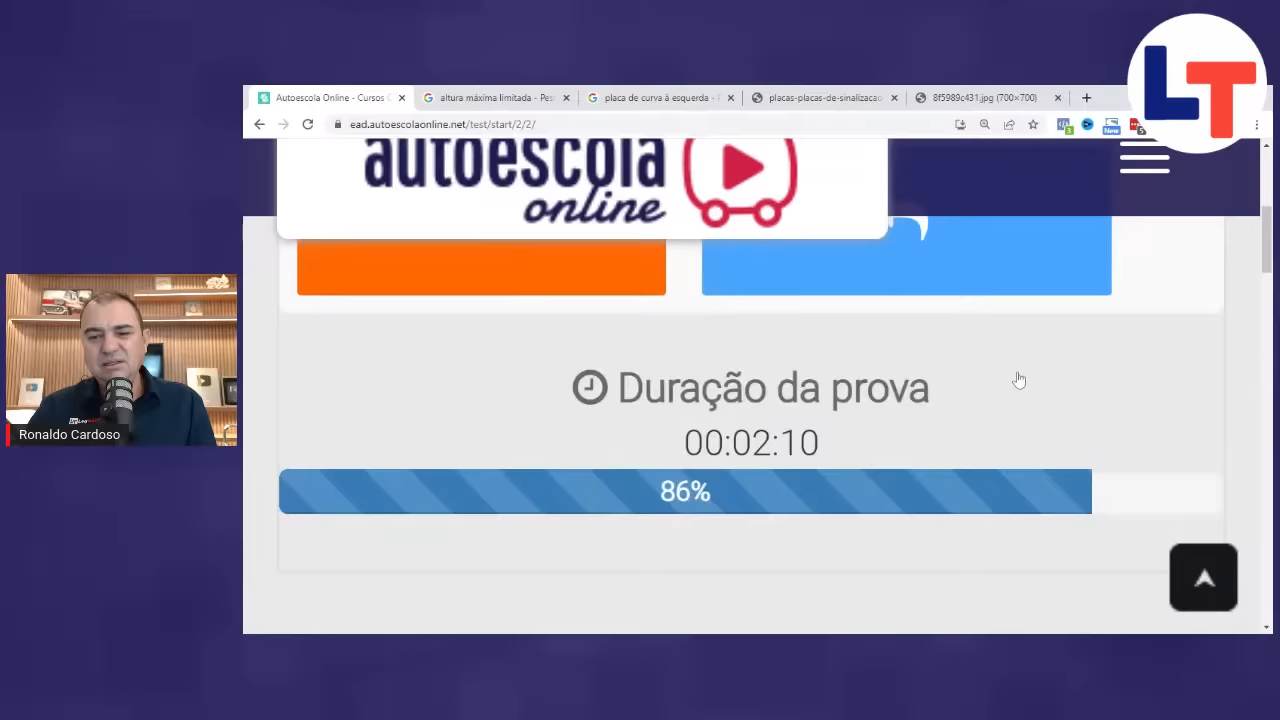 LT
Autoescola Online - Cursos C
altura máxima limitada - Pes
placa de curva à esquerda - P
placas-placas-de-sinalizacao
8f5989c431.jpg (700×700)
ead.autoescolaonline.net/test/start/2/2/
New
autoescola
online
Duração da prova
00:02:10
86%
Ronaldo Cardoso